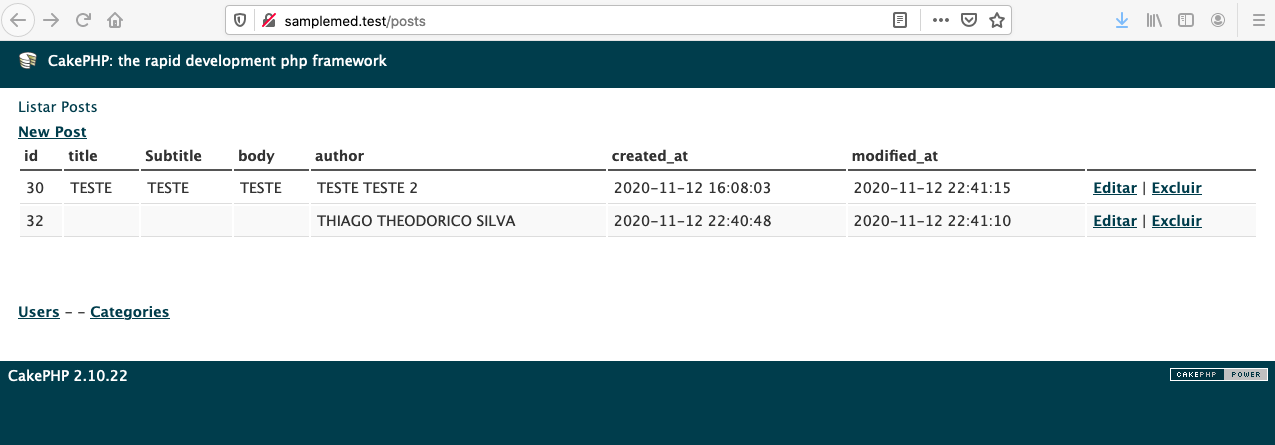 samplemed.test/posts
CakePHP: the rapid development php framework
Listar Posts
New Post
id title Subtitle body author created_at modified_at
30 TESTE TESTE TESTE TESTE TESTE 2 2020-11-12 16:08:03 2020-11-12 22:41:15 Editar | Excluir
32 THIAGO THEODORICO SILVA 2020-11-12 22:40:48 2020-11-12 22:41:10 Editar | Excluir
Users - - Categories
CakePHP 2.10.22 CAKEPHP POWER